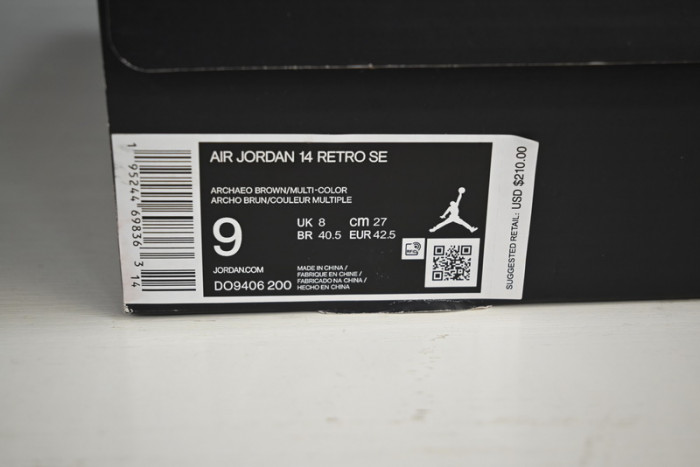 AIR JORDAN 14 RETRO SE
ARCHAEO BROWN/MULTI-COLOR
ARCHO BRUN/COULEUR MULTIPLE
9
UK 8 cm 27
BR 40.5 EUR 42.5
JORDAN.COM
DO9406 200
MADE IN CHINA /
FABRIQUE EN CHINE /
FABRICADO NA CHINA /
HECHO EN CHINA
1 95244 69836 3 14
SUGGESTED RETAIL: USD $210.00